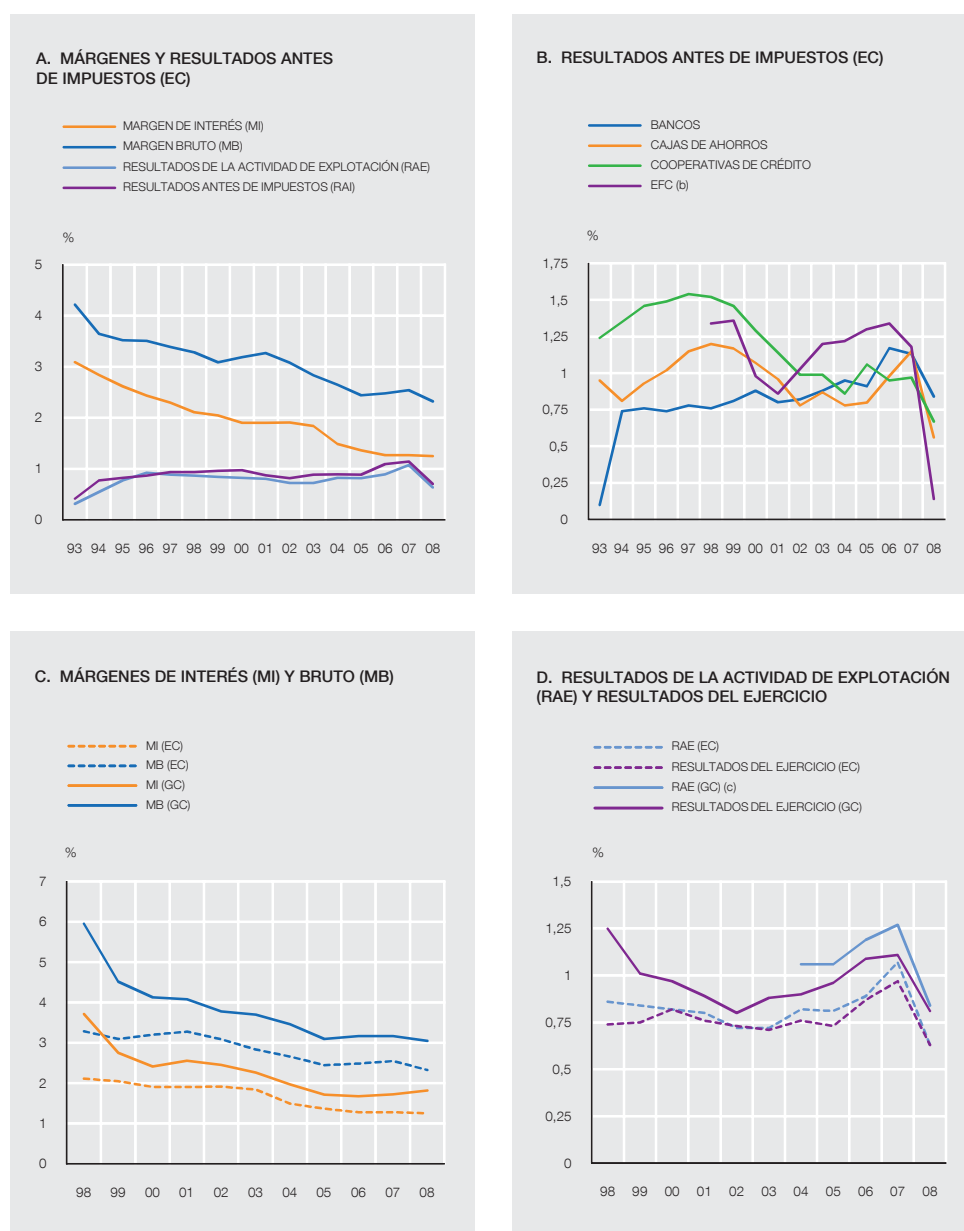 A. MÁRGENES Y RESULTADOS ANTES
DE IMPUESTOS (EC)
MARGEN DE INTERÉS (MI)
MARGEN BRUTO (MB)
RESULTADOS DE LA ACTIVIDAD DE EXPLOTACIÓN (RAE)
RESULTADOS ANTES DE IMPUESTOS (RAI)
%
5
4
3
2
1
0
93 94 95 96 97 98 99 00 01 02 03 04 05 06 07 08
B. RESULTADOS ANTES DE IMPUESTOS (EC)
BANCOS
CAJAS DE AHORROS
COOPERATIVAS DE CRÉDITO
EFC (b)
%
1,75
1,5
1,25
1
0,75
0,5
0,25
0
93 94 95 96 97 98 99 00 01 02 03 04 05 06 07 08
C. MÁRGENES DE INTERÉS (MI) Y BRUTO (MB)
MI (EC)
MB (EC)
MI (GC)
MB (GC)
%
7
6
5
4
3
2
1
0
98 99 00 01 02 03 04 05 06 07 08
D. RESULTADOS DE LA ACTIVIDAD DE EXPLOTACIÓN
(RAE) Y RESULTADOS DEL EJERCICIO
RAE (EC)
RESULTADOS DEL EJERCICIO (EC)
RAE (GC) (c)
RESULTADOS DEL EJERCICIO (GC)
%
1,5
1,25
1
0,75
0,5
0,25
0
98 99 00 01 02 03 04 05 06 07 08